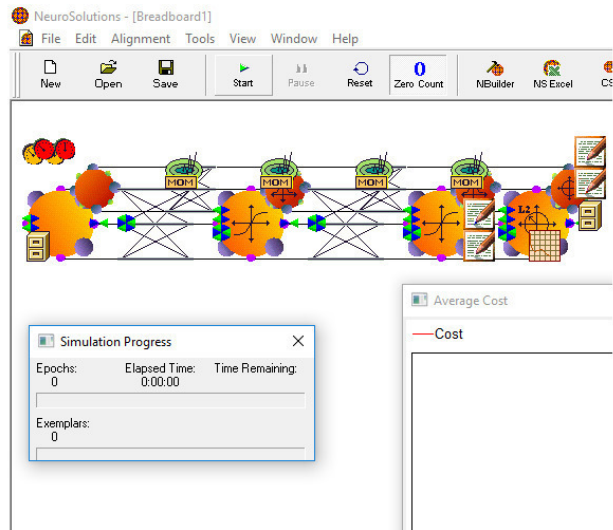 NeuroSolutions - [Breadboard1]
File Edit Alignment Tools View Window Help
New Open Save Start Pause Reset 0 Zero Count NBuilder NS Excel CS
MOM MOM MOM MOM
L2
Average Cost
Cost
Simulation Progress
Epochs: Elapsed Time: Time Remaining:
0 0:00:00
Exemplars:
0